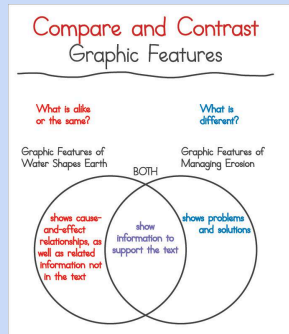 Compare and Contrast
Graphic Features
What is alike
or the same?
What is
different?
Graphic Features of
Water Shapes Earth
Graphic Features of
Managing Erosion
BOTH
shows cause-
and-effect
relationships, as
well as related
information not
in the text
show
information to
support the text
shows problems
and solutions